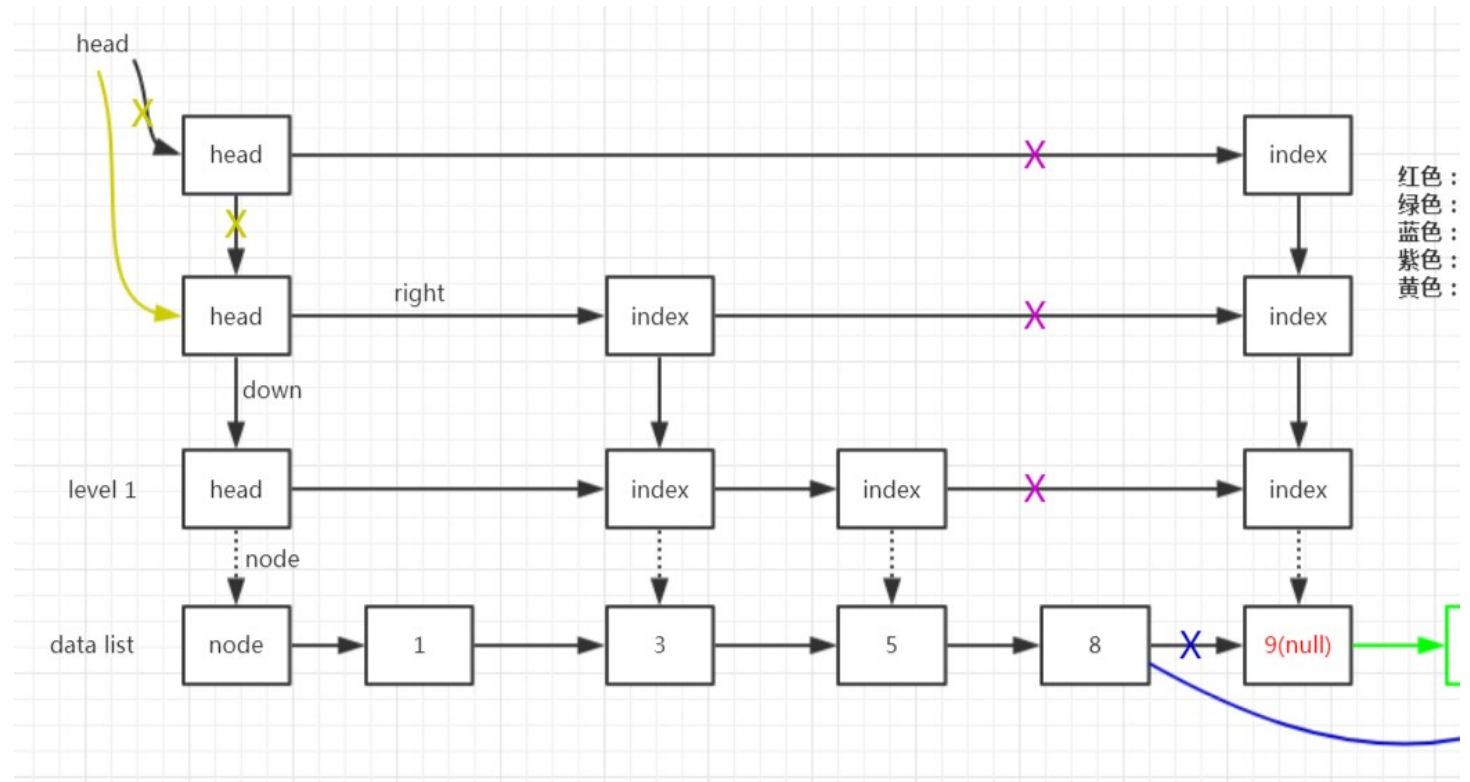 head
head
X
index
X
红色：
绿色：
蓝色：
紫色：
黄色：
X
right
head
index
X
index
down
level 1
head
index
index
X
index
node
data list
node
1
3
5
8
X
9(null)